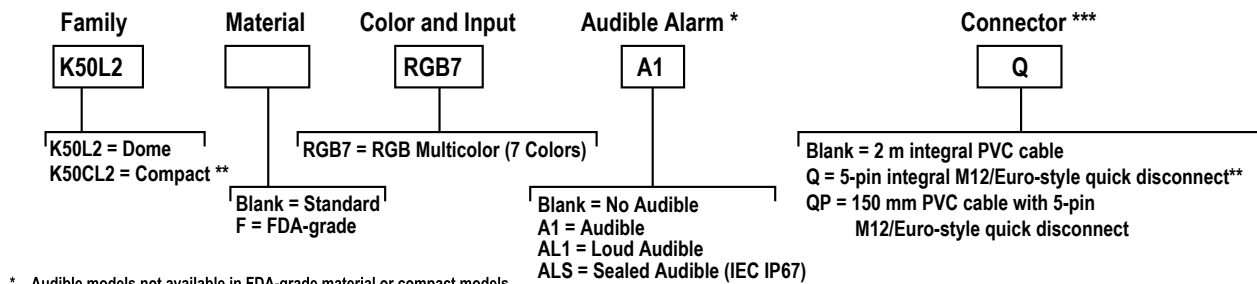 Family Material Color and Input Audible Alarm * Connector ***
K50L2 RGB7 A1 Q
K50L2 = Dome
K50CL2 = Compact **
Blank = Standard
F = FDA-grade
RGB7 = RGB Multicolor (7 Colors)
Blank = No Audible
A1 = Audible
AL1 = Loud Audible
ALS = Sealed Audible (IEC IP67)
Blank = 2 m integral PVC cable
Q = 5-pin integral M12/Euro-style quick disconnect**
QP = 150 mm PVC cable with 5-pin
M12/Euro-style quick disconnect
* Audible models not available in FDA-grade material or compact models